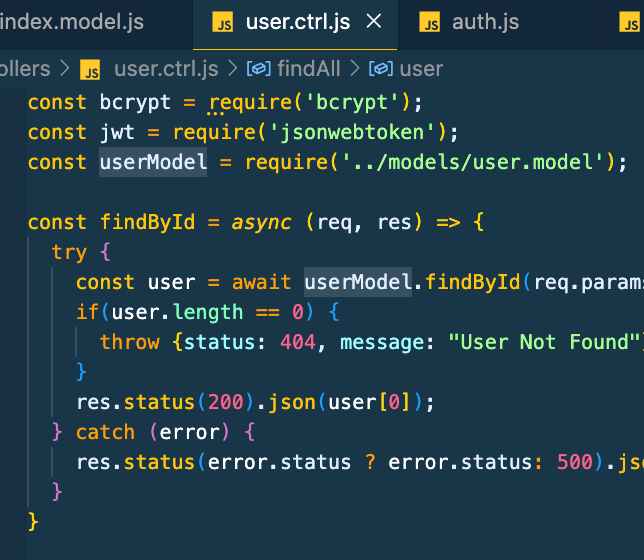 index.model.js JS user.ctrl.js × JS auth.js JS
ollers > JS user.ctrl.js > findAll > user
const bcrypt = require('bcrypt');
const jwt = require('jsonwebtoken');
const userModel = require('../models/user.model');
const findById = async (req, res) => {
try {
const user = await userModel.findById(req.params
if(user.length == 0) {
throw {status: 404, message: "User Not Found"}
}
res.status(200).json(user[0]);
} catch (error) {
res.status(error.status ? error.status: 500).jso
}
}